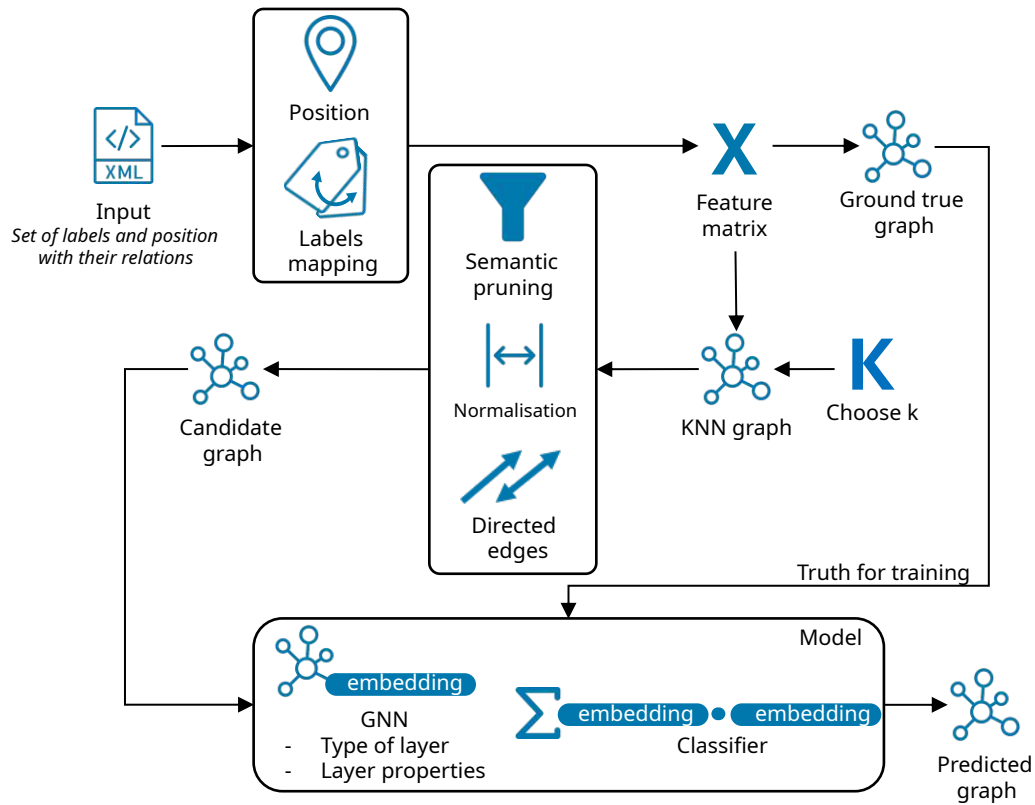 Position
XML
Input
Set of labels and position
with their relations
Labels
mapping
X
Feature
matrix
Ground true
graph
Semantic
pruning
Normalisation
Directed
edges
KNN graph
K
Choose k
Candidate
graph
Truth for training
Model
embedding
GNN
- Type of layer
- Layer properties
Σ embedding • embedding
Classifier
Predicted
graph